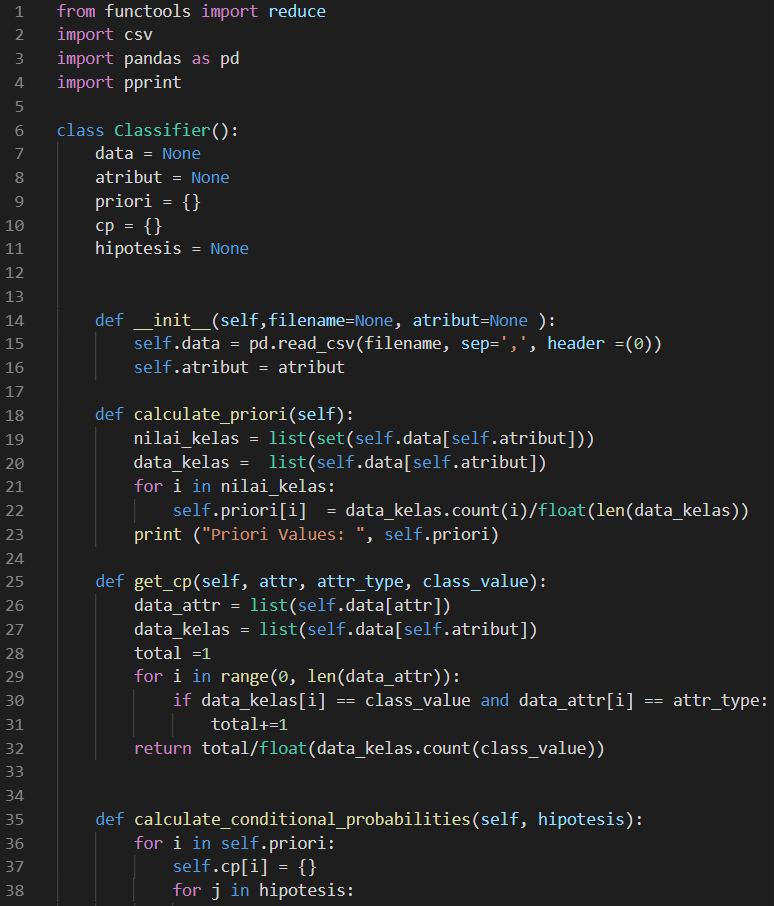 1 from functools import reduce
2 import csv
3 import pandas as pd
4 import pprint
5
6 class Classifier():
7     data = None
8     atribut = None
9     priori = {}
10     cp = {}
11     hipotesis = None
12
13
14     def __init__(self,filename=None, atribut=None ):
15         self.data = pd.read_csv(filename, sep=',', header =(0))
16         self.atribut = atribut
17
18     def calculate_priori(self):
19         nilai_kelas = list(set(self.data[self.atribut]))
20         data_kelas =  list(self.data[self.atribut])
21         for i in nilai_kelas:
22             self.priori[i]  = data_kelas.count(i)/float(len(data_kelas))
23         print ("Priori Values: ", self.priori)
24
25     def get_cp(self, attr, attr_type, class_value):
26         data_attr = list(self.data[attr])
27         data_kelas = list(self.data[self.atribut])
28         total =1
29         for i in range(0, len(data_attr)):
30             if data_kelas[i] == class_value and data_attr[i] == attr_type:
31                 total+=1
32         return total/float(data_kelas.count(class_value))
33
34
35     def calculate_conditional_probabilities(self, hipotesis):
36         for i in self.priori:
37             self.cp[i] = {}
38             for j in hipotesis: